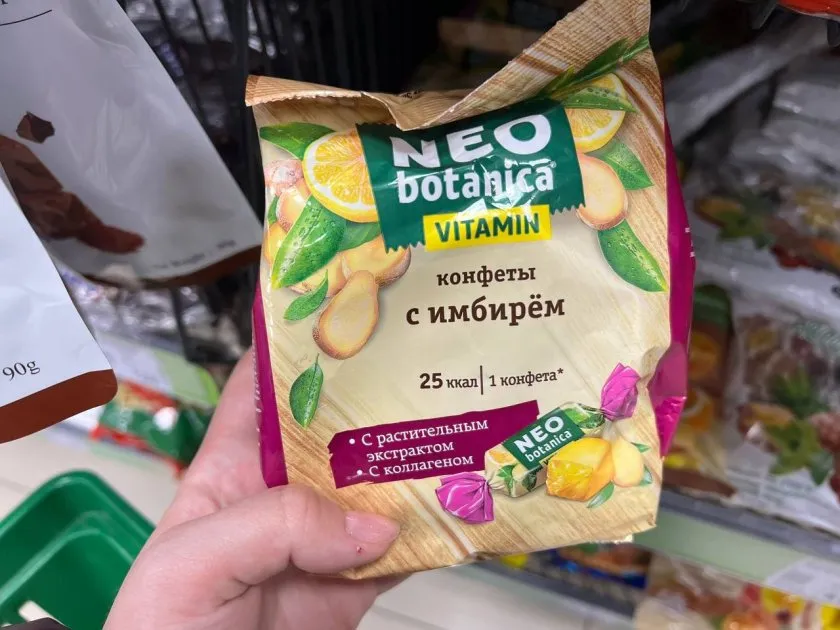 NEO
botanica®
VITAMIN
конфеты
с имбирём
25 ккал 1 конфета*
• С растительным
экстрактом
• С коллагеном
NEO
botanica
90g